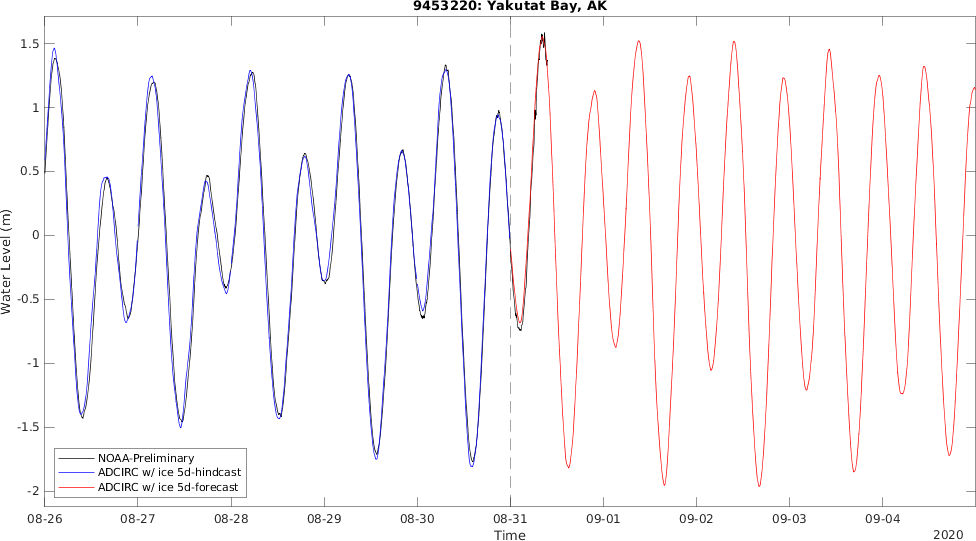 9453220: Yakutat Bay, AK
1.5
1
0.5
0
-0.5
-1
-1.5
-2
Water Level (m)
NOAA-Preliminary
ADCIRC w/ ice 5d-hindcast
ADCIRC w/ ice 5d-forecast
08-26 08-27 08-28 08-29 08-30 08-31 09-01 09-02 09-03 09-04
Time
2020